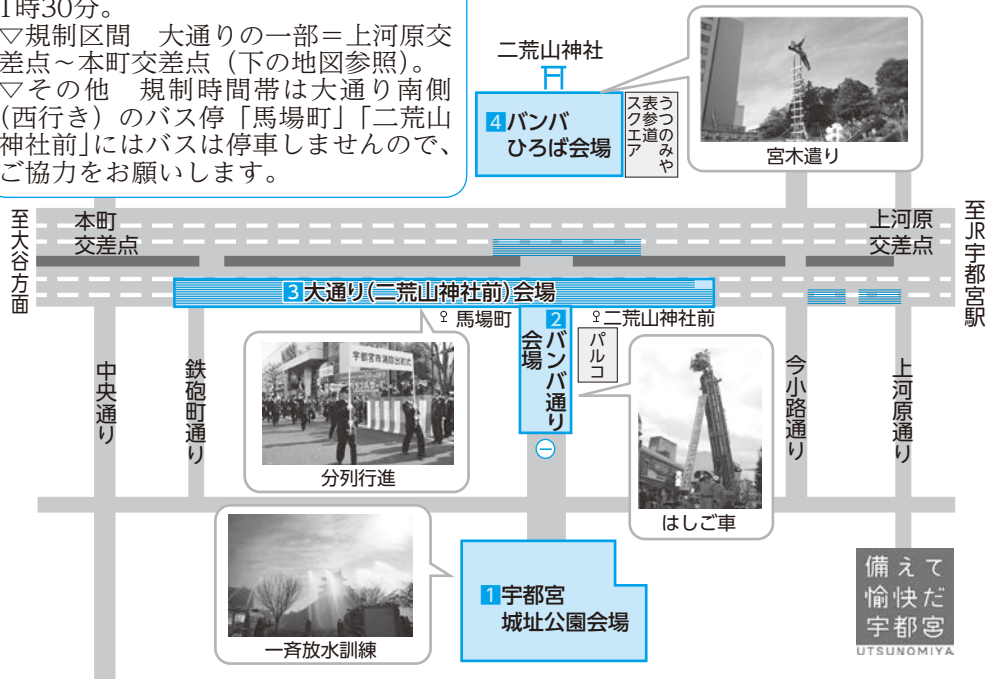 1時30分。
▽規制区間　大通りの一部＝上河原交
差点～本町交差点（下の地図参照）。
▽その他　規制時間帯は大通り南側
（西行き）のバス停「馬場町」「二荒山
神社前」にはバスは停車しませんので、
ご協力をお願いします。
二荒山神社
4 バンバ
ひろば会場
うつのみや
表参道
スクエア
宮木遣り
至大谷方面
本町
交差点
上河原
交差点
至JR宇都宮駅
3 大通り(二荒山神社前)会場
馬場町
二荒山神社前
2 バンバ通り
会場
パルコ
中央通り
鉄砲町通り
今小路通り
上河原通り
宇都宮市消防出初式
分列行進
はしご車
一斉放水訓練
1 宇都宮
城址公園会場
備えて
愉快だ
宇都宮
UTSUNOMIYA